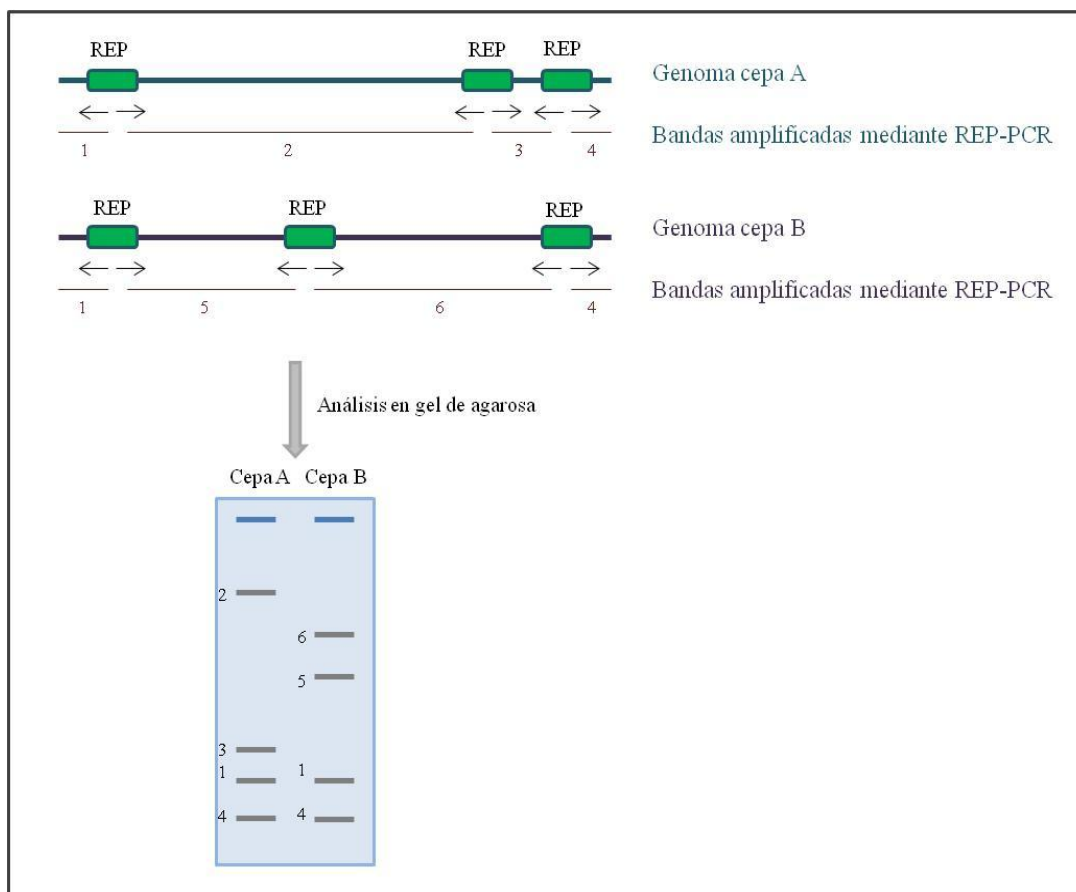 REP REP REP
Genoma cepa A
Bandas amplificadas mediante REP-PCR
1 2 3 4
REP REP REP
Genoma cepa B
Bandas amplificadas mediante REP-PCR
1 5 6 4
Análisis en gel de agarosa
Cepa A Cepa B
2
6
5
3
1 1
4 4